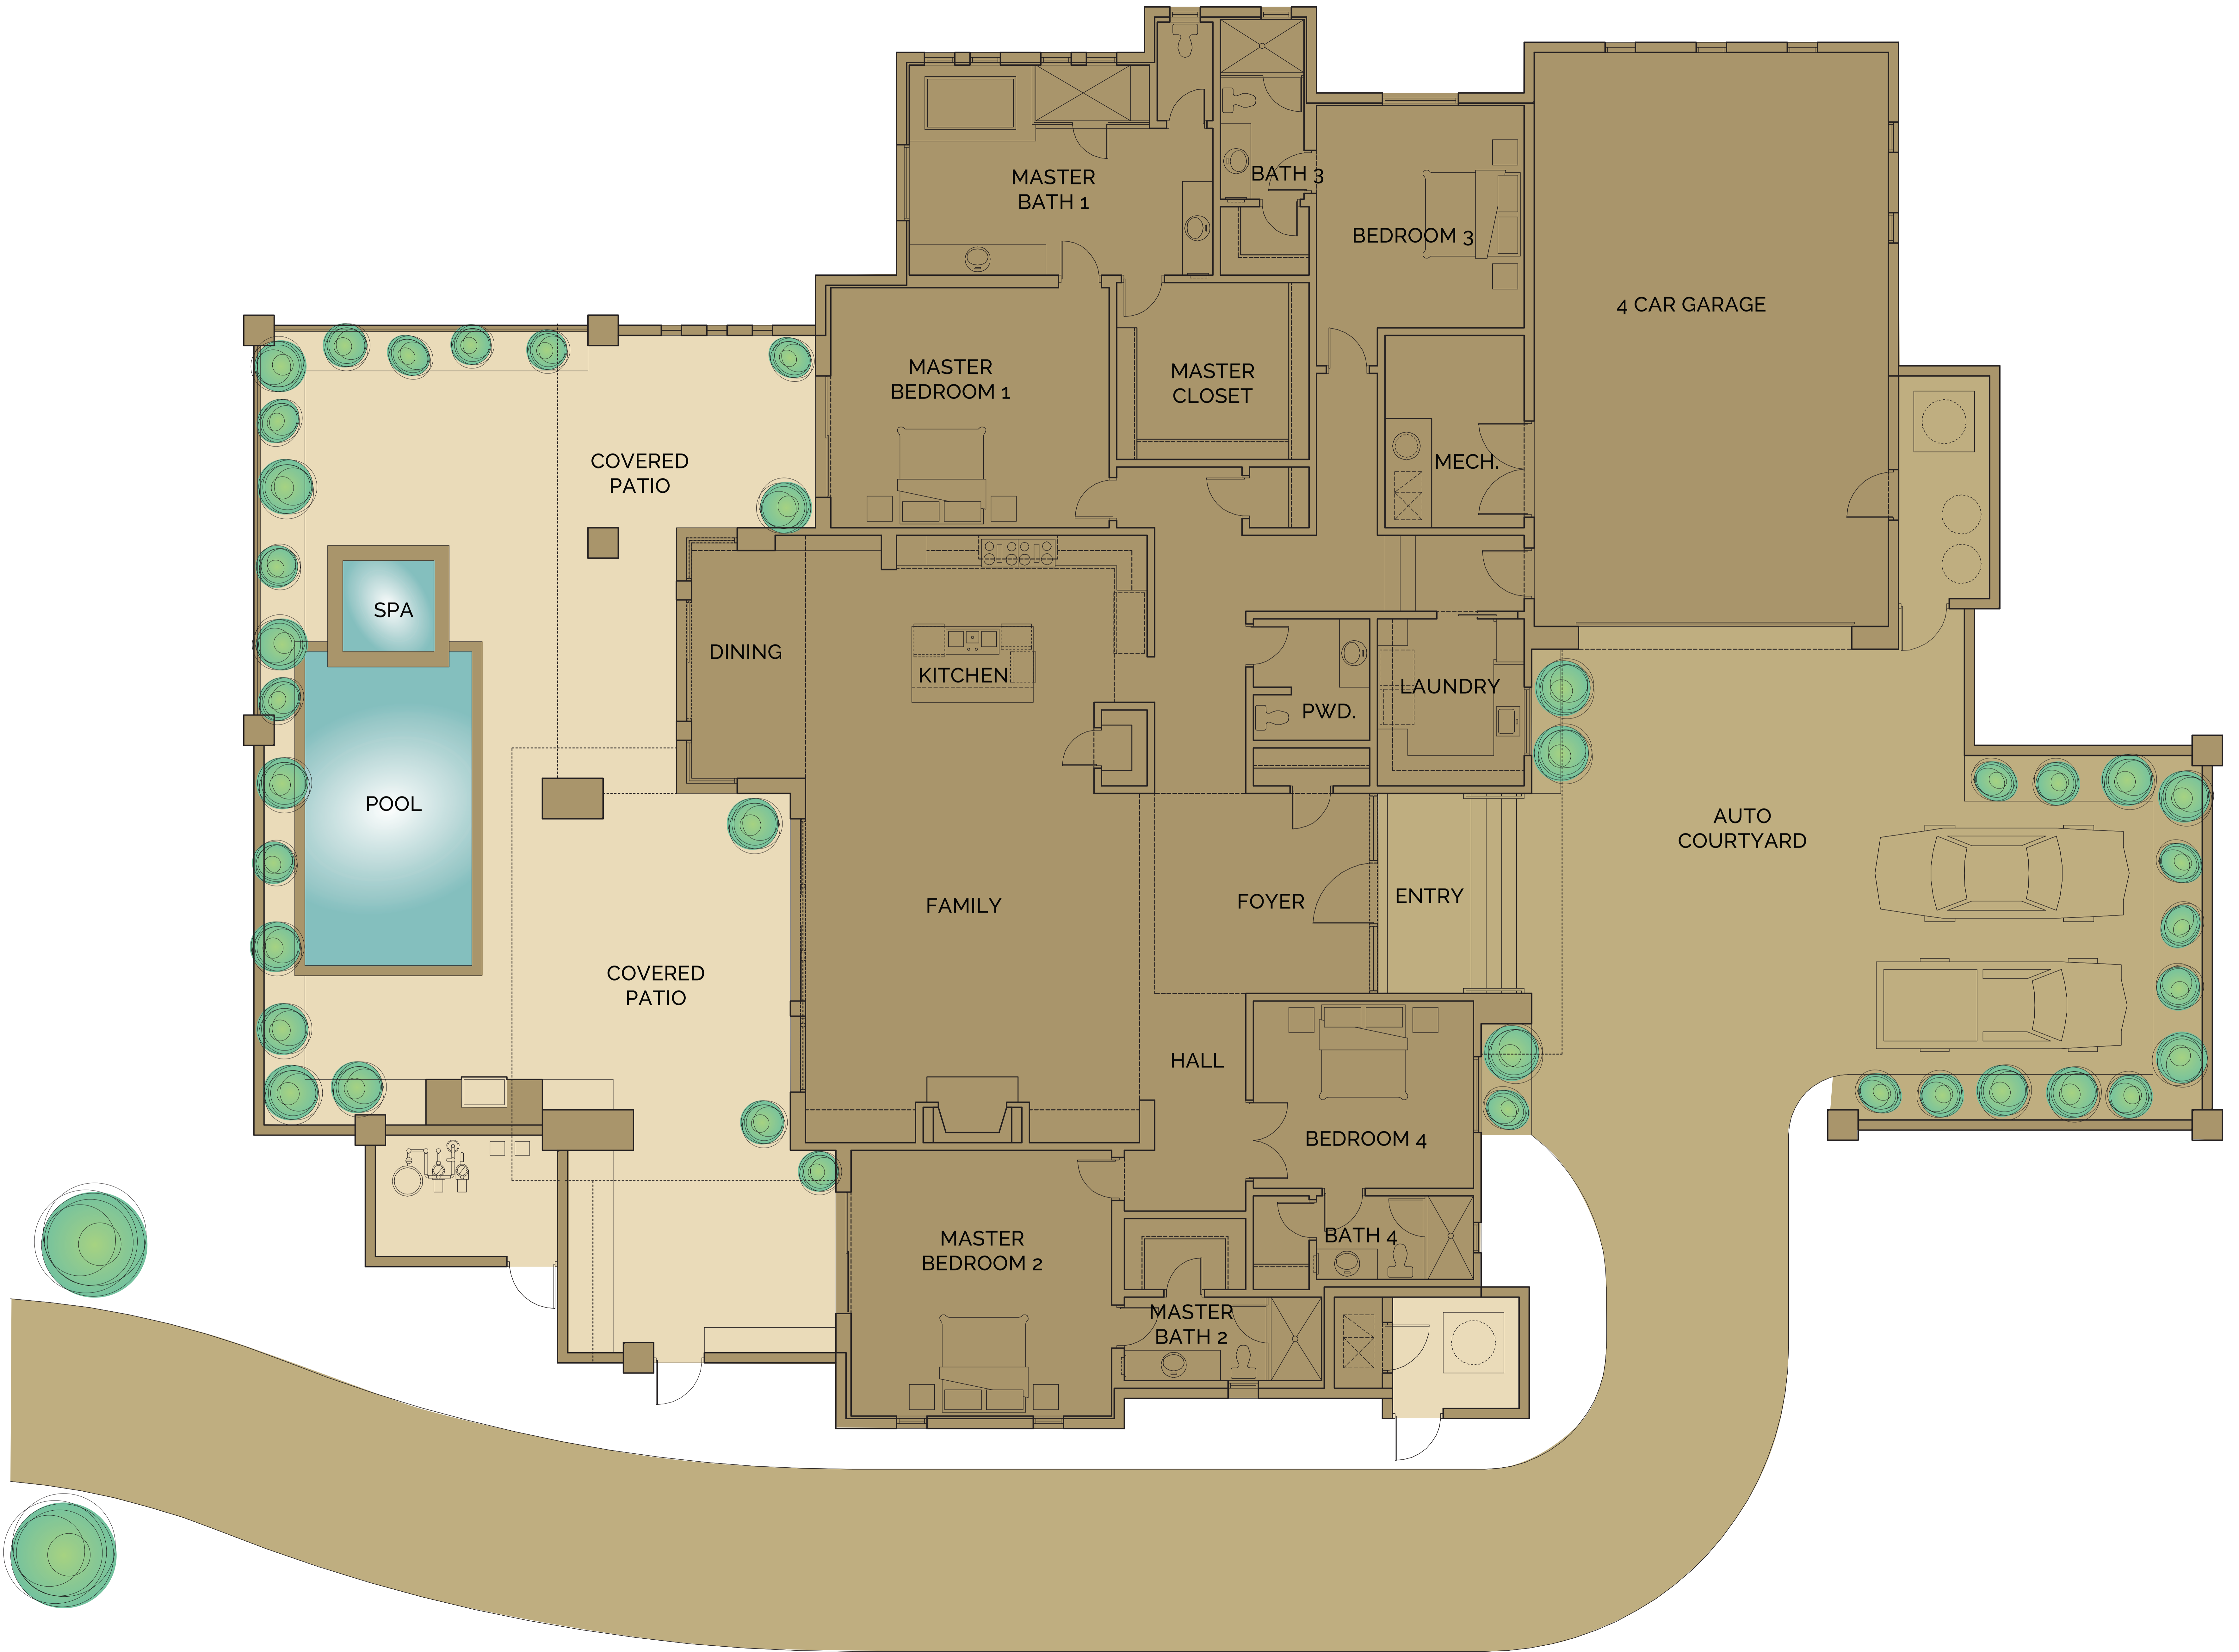 MASTER
BATH 1
BATH 3
BEDROOM 3
4 CAR GARAGE
MASTER
BEDROOM 1
MASTER
CLOSET
COVERED
PATIO
MECH.
SPA
DINING
KITCHEN
LAUNDRY
PWD.
POOL
AUTO
COURTYARD
FAMILY
FOYER
ENTRY
COVERED
PATIO
HALL
BEDROOM 4
MASTER
BEDROOM 2
BATH 4
MASTER
BATH 2